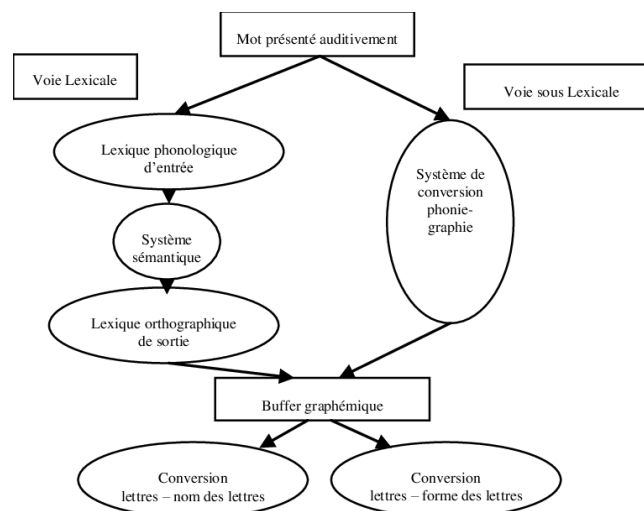 Mot présenté auditivement
Voie Lexicale
Voie sous Lexicale
Lexique phonologique
d'entrée
Système de
conversion
phonie-
graphie
Système
sémantique
Lexique orthographique
de sortie
Buffer graphémique
Conversion
lettres – nom des lettres
Conversion
lettres – forme des lettres